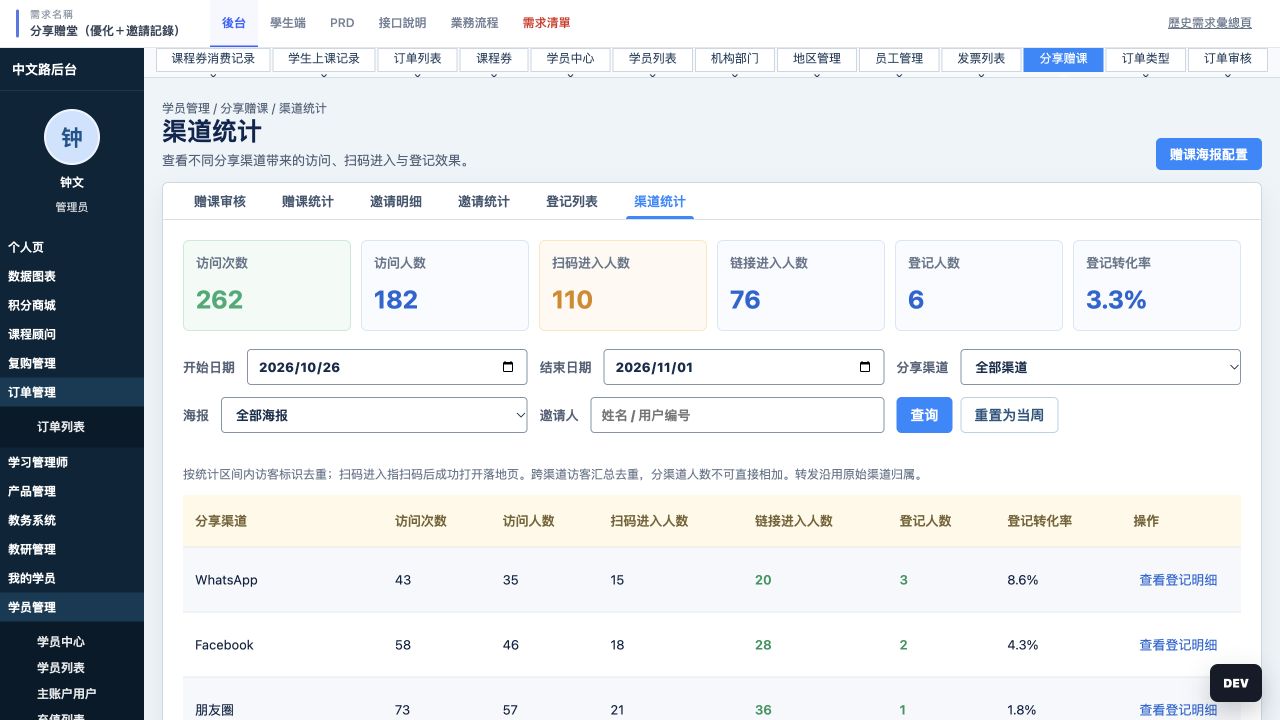 需求名稱
分享贈堂（優化＋邀請記錄）
後台 學生端 PRD 接口說明 業務流程 需求清單
歷史需求彙總頁
课程券消费记录 学生上课记录 订单列表 课程券 学员中心 学员列表 机构部门 地区管理 员工管理 发票列表 分享赠课 订单类型 订单审核
中文路后台
钟
钟文
管理员
个人页
数据图表
积分商城
课程顾问
复购管理
订单管理
订单列表
学习管理师
产品管理
教务系统
教研管理
我的学员
学员管理
学员中心
学员列表
主账户用户
充值列表
学员管理 / 分享赠课 / 渠道统计
渠道统计
查看不同分享渠道带来的访问、扫码进入与登记效果。
赠课海报配置
赠课审核 赠课统计 邀请明细 邀请统计 登记列表 渠道统计
访问次数 访问人数 扫码进入人数 链接进入人数 登记人数 登记转化率
262 182 110 76 6 3.3%
开始日期 2026/10/26 结束日期 2026/11/01 分享渠道 全部渠道
海报 全部海报 邀请人 姓名 / 用户编号 查询 重置为当周
按统计区间内访客标识去重；扫码进入指扫码后成功打开落地页。跨渠道访客汇总去重，分渠道人数不可直接相加。转发沿用原始渠道归属。
分享渠道 访问次数 访问人数 扫码进入人数 链接进入人数 登记人数 登记转化率 操作
WhatsApp 43 35 15 20 3 8.6% 查看登记明细
Facebook 58 46 18 28 2 4.3% 查看登记明细
朋友圈 73 57 21 36 1 1.8% 查看登记明细
DEV